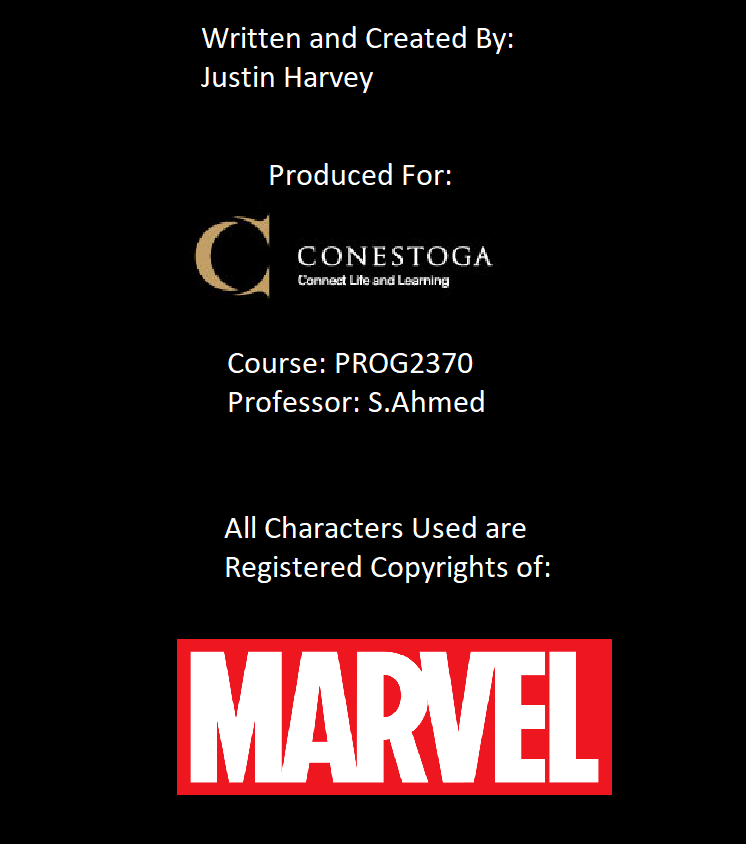 Written and Created By:
Justin Harvey
Produced For:
CONESTOGA
Connect Life and Learning
Course: PROG2370
Professor: S.Ahmed
All Characters Used are
Registered Copyrights of:
MARVEL